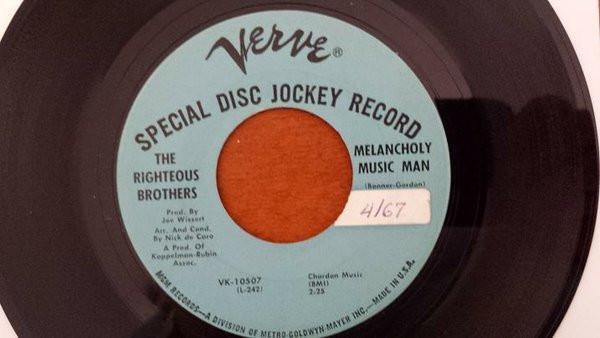 VERVE®
SPECIAL DISC JOCKEY RECORD
THE
RIGHTEOUS
BROTHERS
Prod. By
Joe Wissert
Arr. And Cond.
By Nick de Caro
A Prod. Of
Koppelman-Rubin
Assoc.
MELANCHOLY
MUSIC MAN
(Bonner-Gordon)
4/67
VK-10507
(L-242)
Chardon Music
(BMI)
2:25
MGM RECORDS—A DIVISION OF METRO-GOLDWYN-MAYER INC.—MADE IN U.S.A.